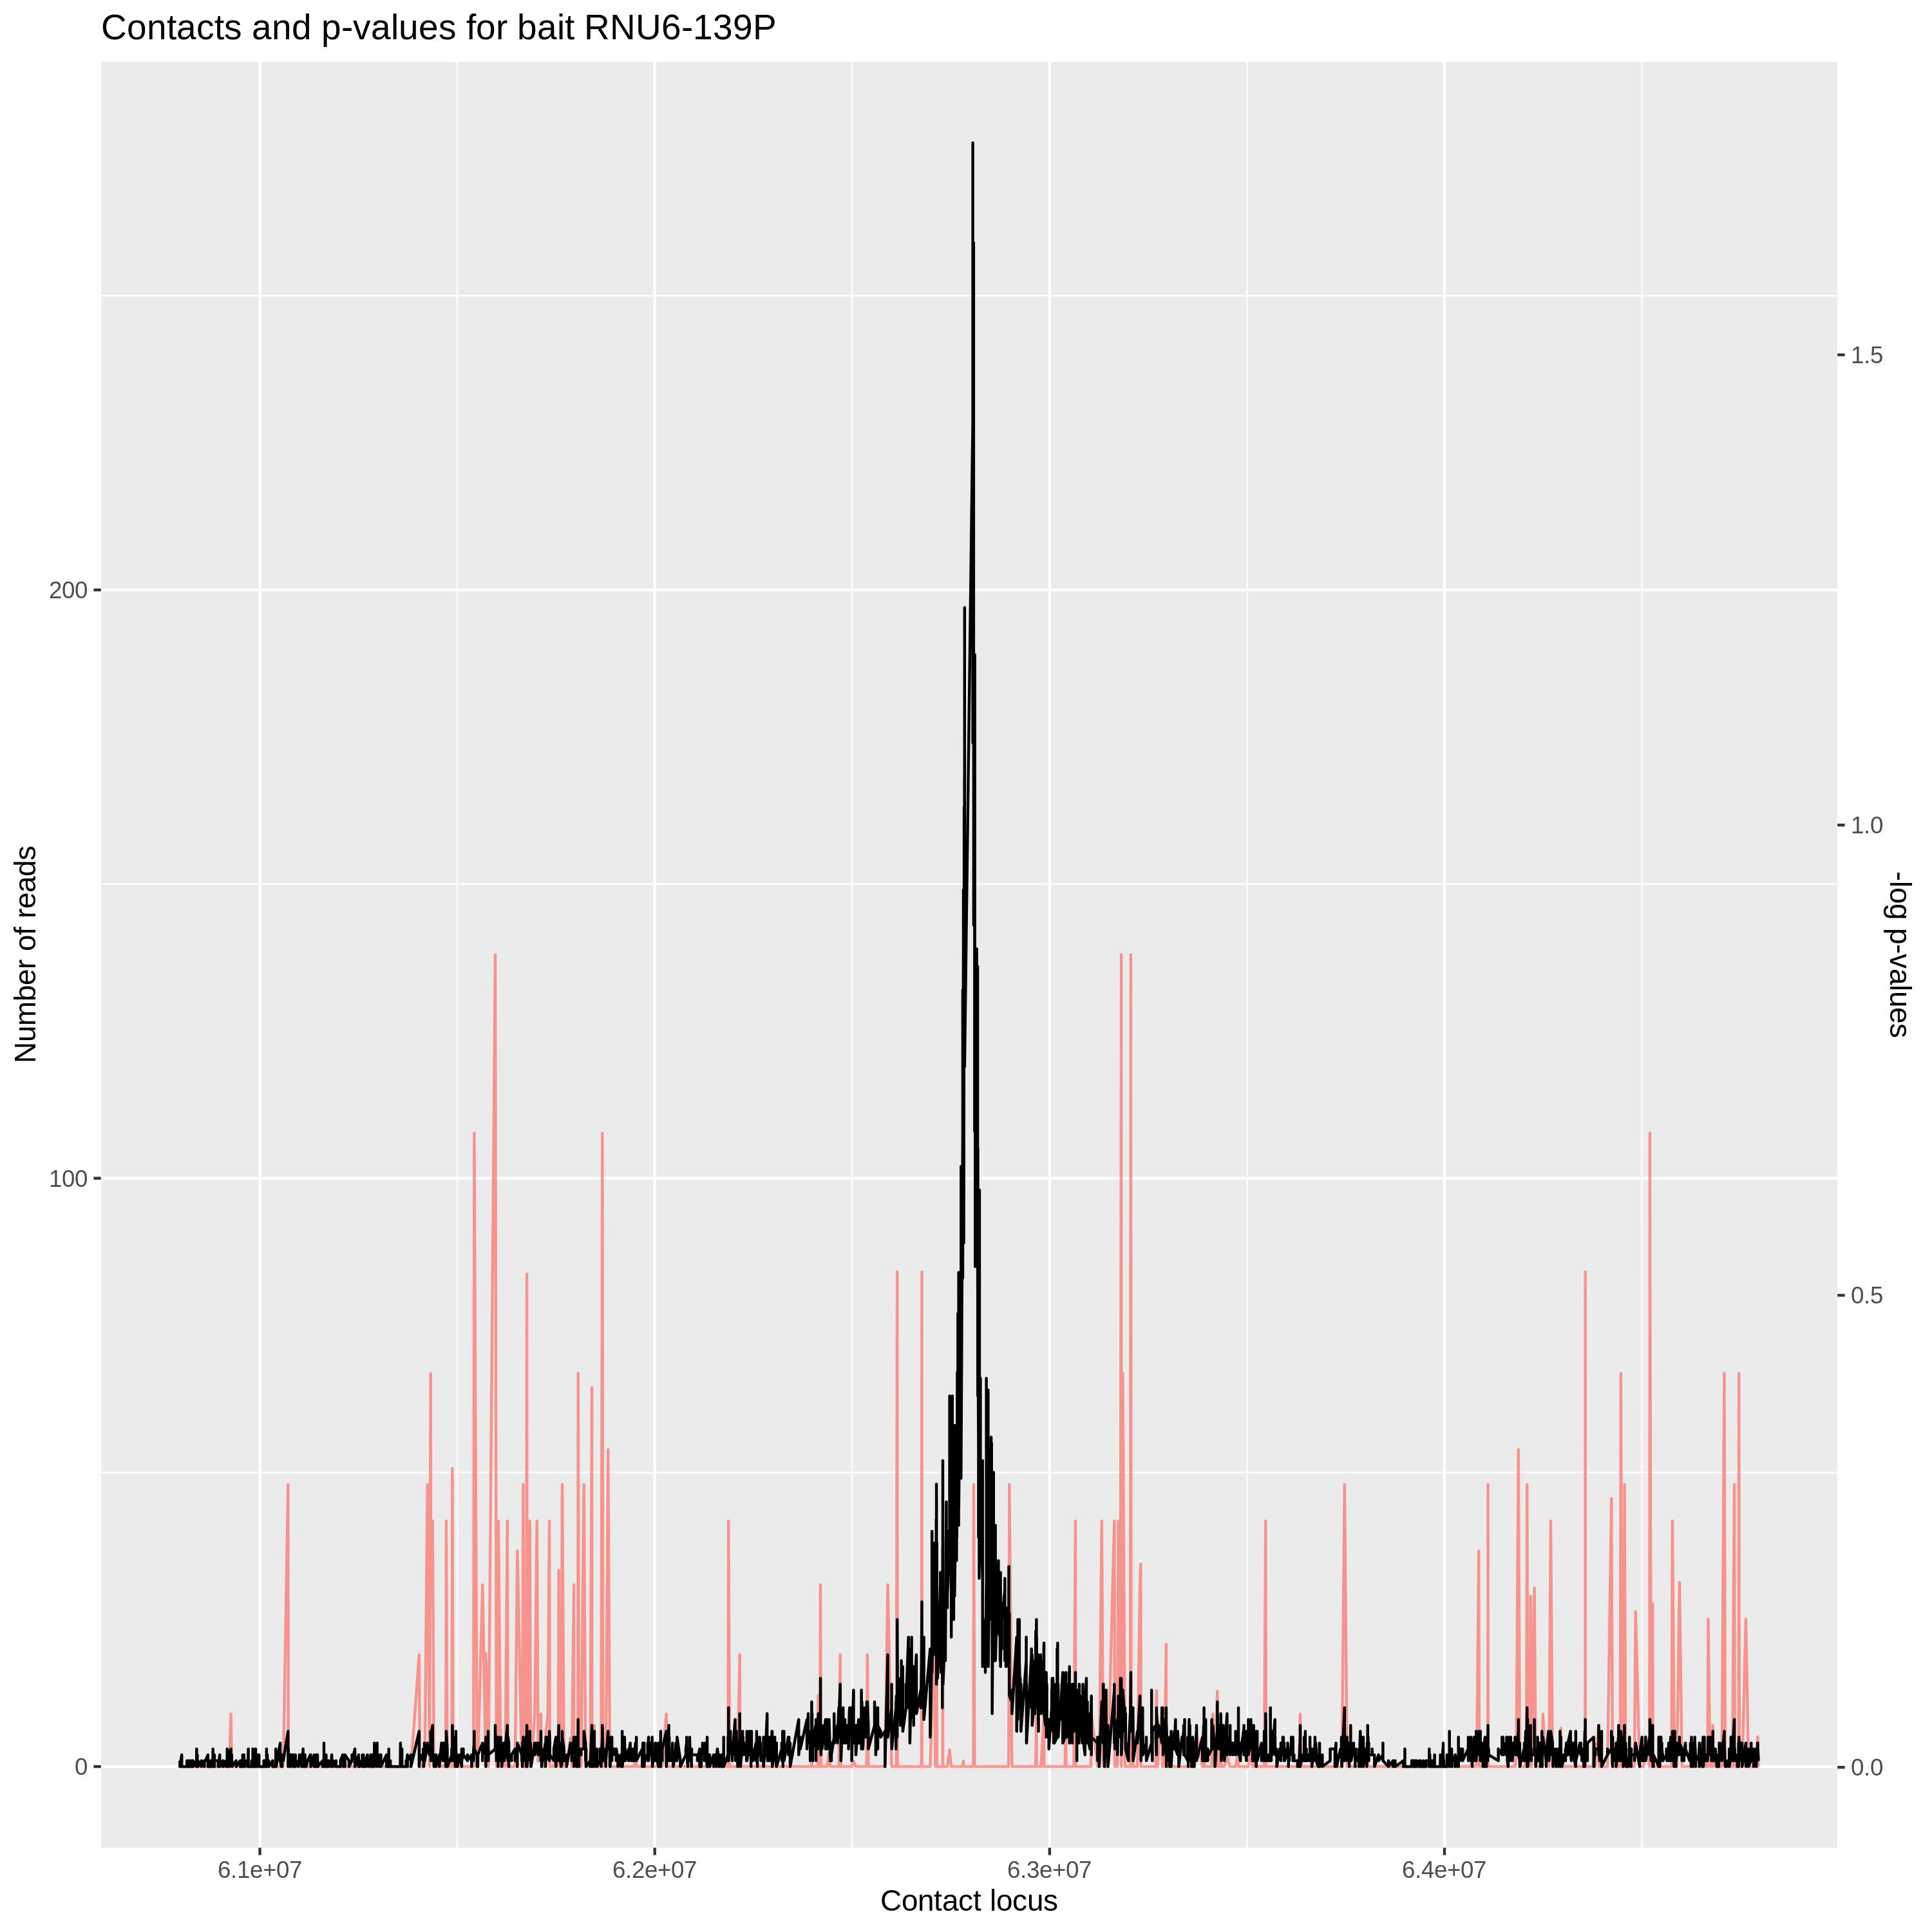 Contacts and p-values for bait RNU6-139P
200
100
0
Number of reads
1.5
1.0
0.5
0.0
-log p-values
6.1e+07 6.2e+07 6.3e+07 6.4e+07
Contact locus